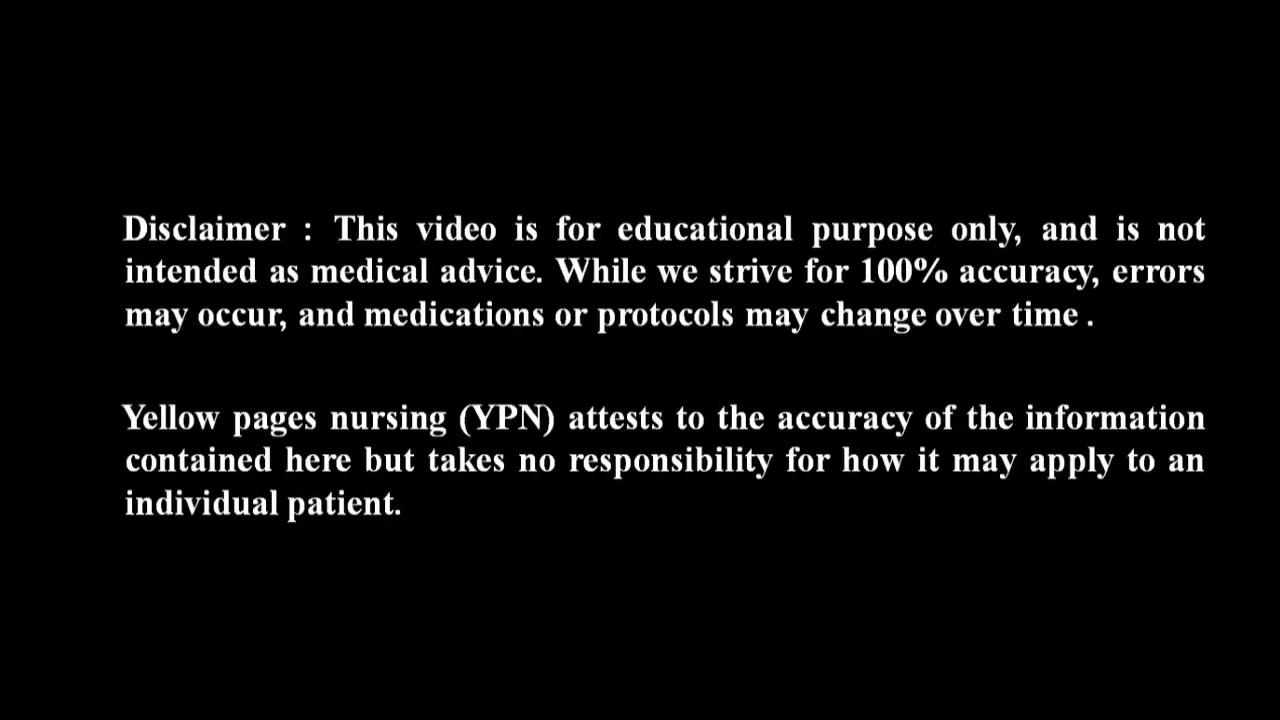 Disclaimer : This video is for educational purpose only, and is not
intended as medical advice. While we strive for 100% accuracy, errors
may occur, and medications or protocols may change over time .
Yellow pages nursing (YPN) attests to the accuracy of the information
contained here but takes no responsibility for how it may apply to an
individual patient.